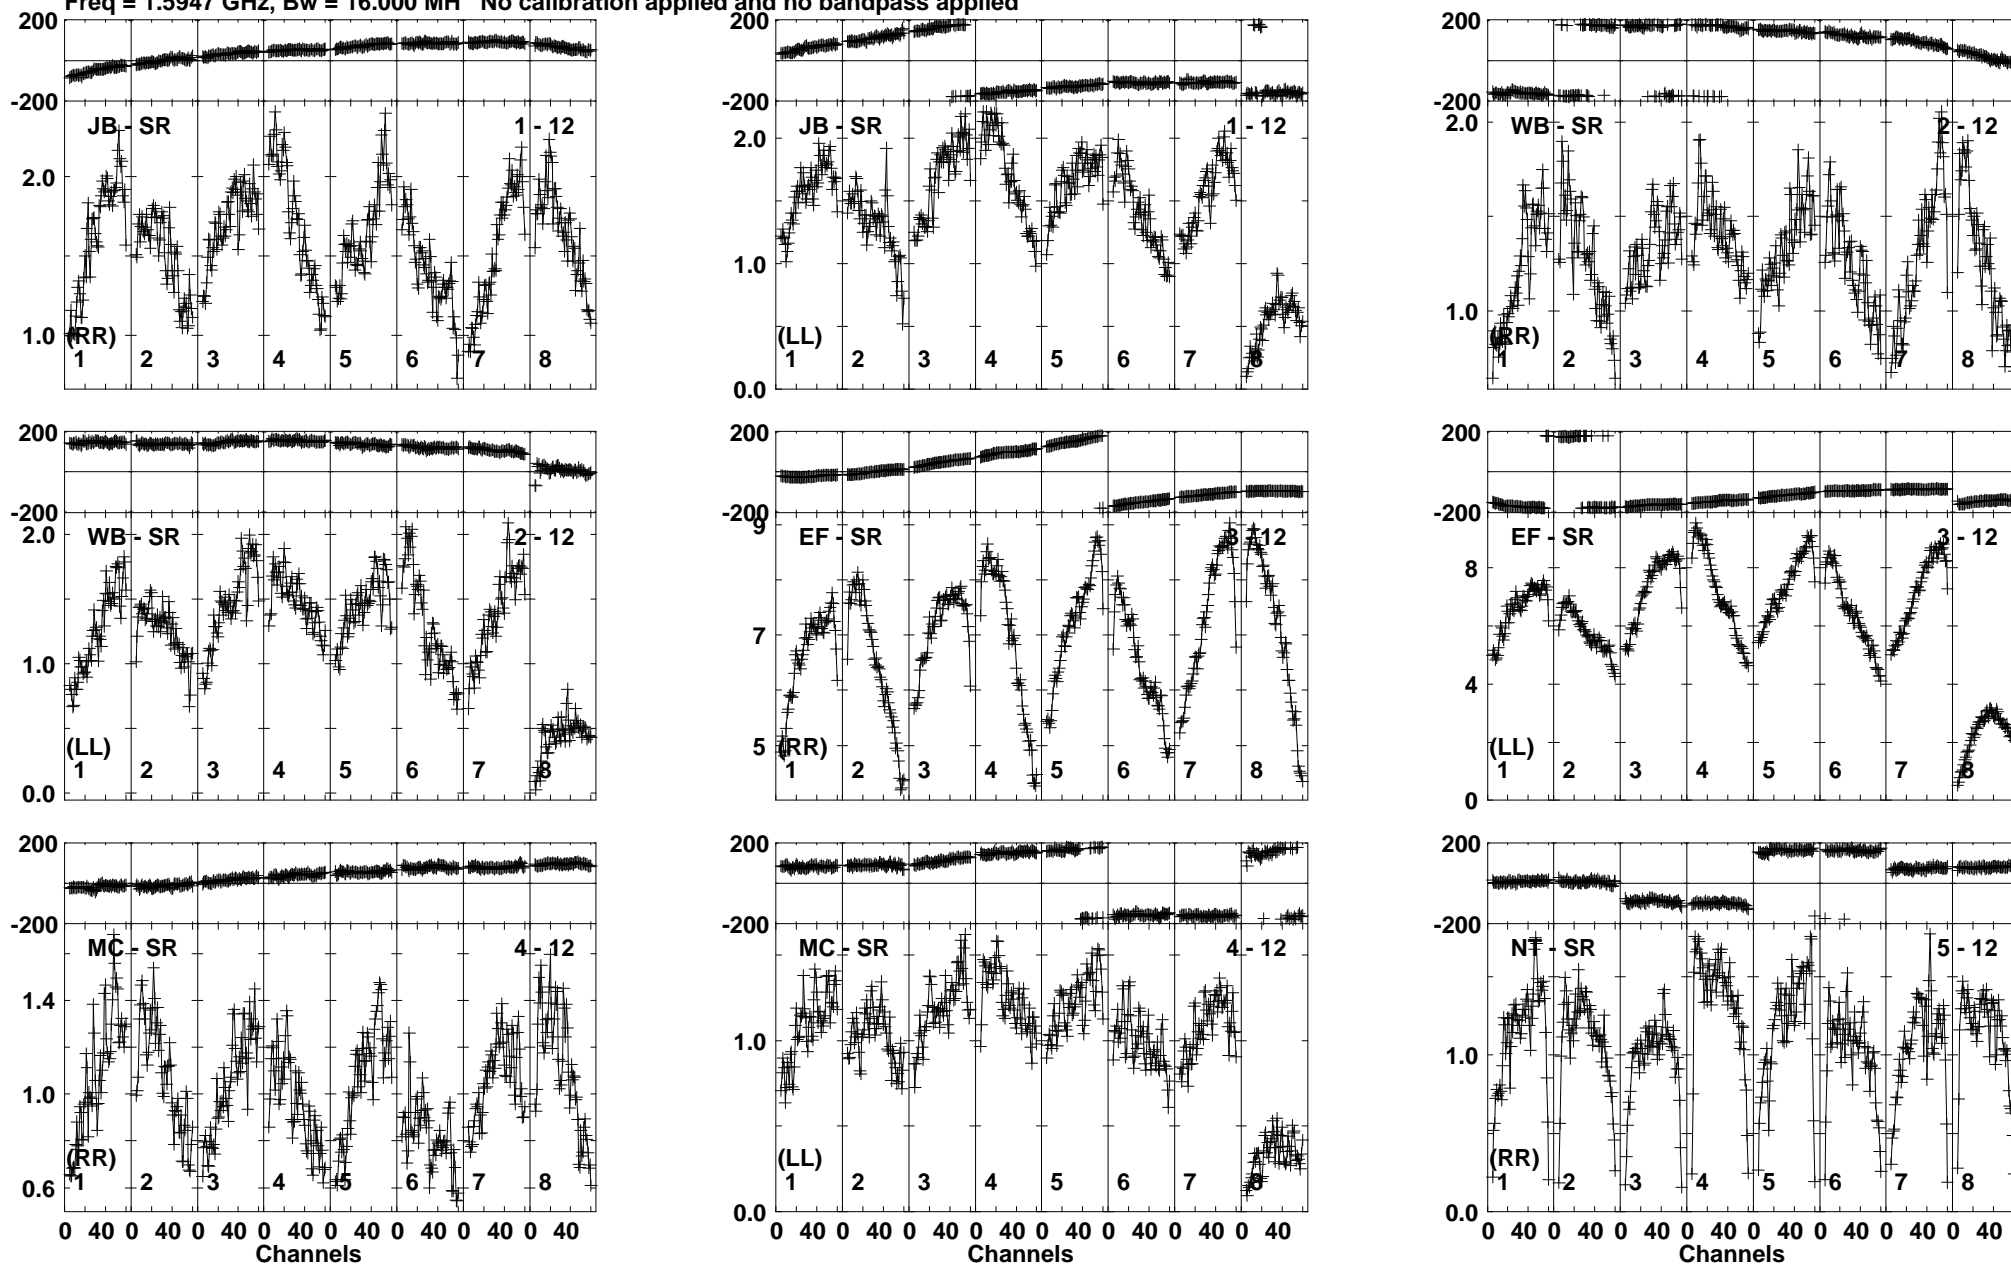 Freq = 1.5947 GHz, Bw = 16.000 MH No calibration applied and no bandpass applied
200
-200
JB - SR 1 - 12
2.0
1.0
(RR)
1 2 3 4 5 6 7 8
200
-200
JB - SR 1 - 12
2.0
1.0
0.0
(LL)
1 2 3 4 5 6 7 8
200
-200
WB - SR 2 - 12
2.0
1.0
(RR)
1 2 3 4 5 6 7 8
200
-200
WB - SR 2 - 12
2.0
1.0
0.0
(LL)
1 2 3 4 5 6 7 8
200
-200
EF - SR 3 - 12
9
7
5
(RR)
1 2 3 4 5 6 7 8
200
-200
EF - SR 3 - 12
8
4
0
(LL)
1 2 3 4 5 6 7 8
200
-200
MC - SR 4 - 12
1.4
1.0
0.6
(RR)
1 2 3 4 5 6 7 8
0 40 0 40 0 40 0 40 0 40 0 40 0 40 0 40
Channels
200
-200
MC - SR 4 - 12
1.0
0.0
(LL)
1 2 3 4 5 6 7 8
0 40 0 40 0 40 0 40 0 40 0 40 0 40 0 40
Channels
200
-200
NT - SR 5 - 12
1.0
0.0
(RR)
1 2 3 4 5 6 7 8
0 40 0 40 0 40 0 40 0 40 0 40 0 40 0 40
Channels